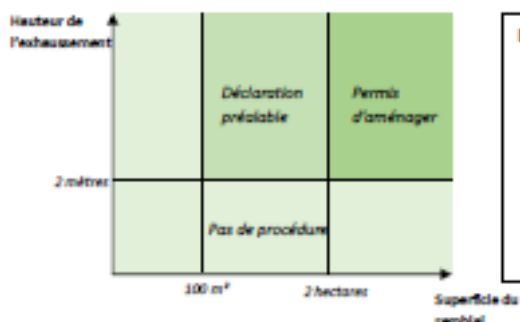 Hauteur de
l'exhaussement
Déclaration
préalable
Permis
d'aménager
2 mètres
Pas de procédure
100 m²
2 hectares
Superficie du
remblai